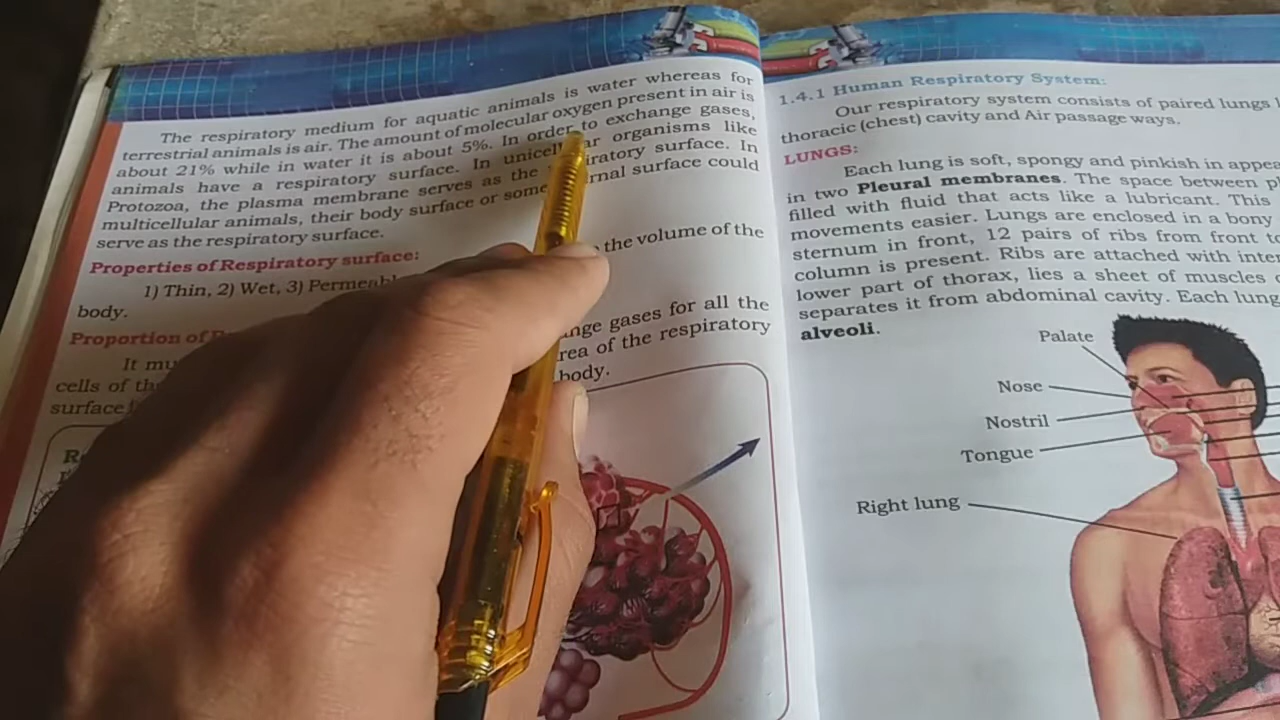 The respiratory medium for aquatic animals is water whereas for
terrestrial animals is air. The amount of molecular oxygen present in air is
about 21% while in water it is about 5%. In order to exchange gases,
animals have a respiratory surface. In unicellular organisms like
Protozoa, the plasma membrane serves as the respiratory surface. In
multicellular animals, their body surface or some surface could
serve as the respiratory surface.
Properties of Respiratory surface:
1) Thin, 2) Wet, 3) the volume of the
body.
Proportion of
It gases for all the
cells of area of the respiratory
surface body.
1.4.1 Human Respiratory System:
Our respiratory system consists of paired lungs
thoracic (chest) cavity and Air passage ways.
LUNGS:
Each lung is soft, spongy and pinkish in
in two Pleural membranes. The space between
filled with fluid that acts like a lubricant. This
movements easier. Lungs are enclosed in a bony
sternum in front, 12 pairs of ribs from front to
column is present. Ribs are attached with
lower part of thorax, lies a sheet of muscles
separates it from abdominal cavity. Each lung
alveoli.
Palate
Nose
Nostril
Tongue
Right lung